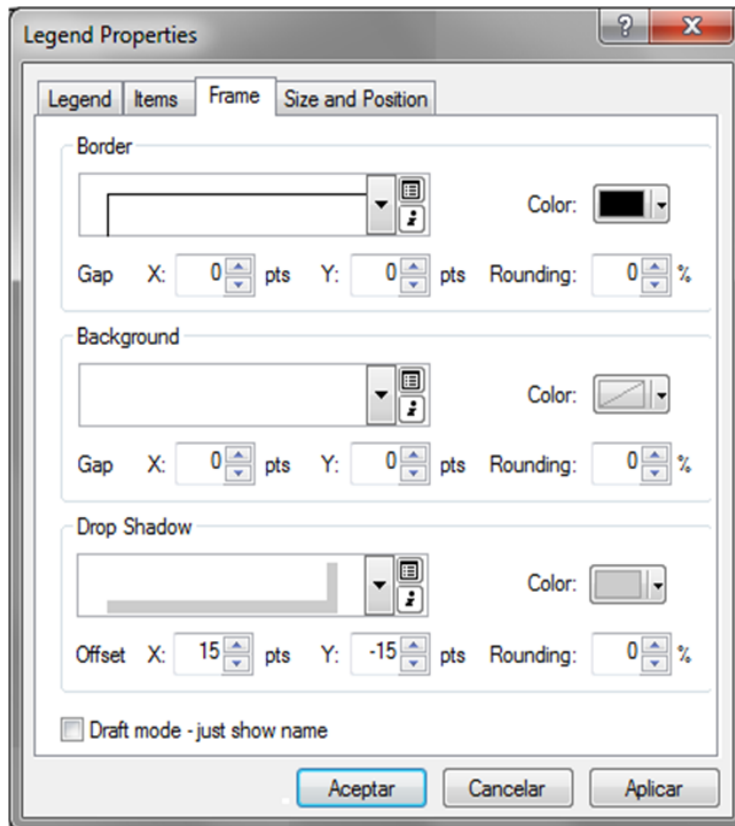 Legend Properties
Legend Items Frame Size and Position
Border
Color:
Gap X: 0 pts Y: 0 pts Rounding: 0 %
Background
Color:
Gap X: 0 pts Y: 0 pts Rounding: 0 %
Drop Shadow
Color:
Offset X: 15 pts Y: -15 pts Rounding: 0 %
Draft mode - just show name
Aceptar Cancelar Aplicar